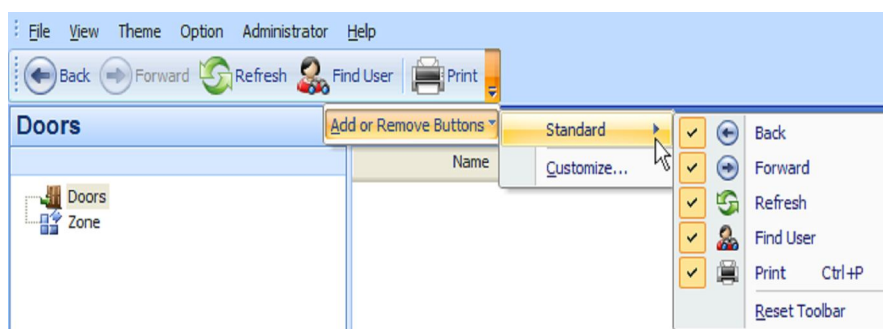 File View Theme Option Administrator Help
Back Forward Refresh Find User Print
Doors
Add or Remove Buttons
Standard
Customize...
Name
Doors
Zone
Back
Forward
Refresh
Find User
Print Ctrl+P
Reset Toolbar